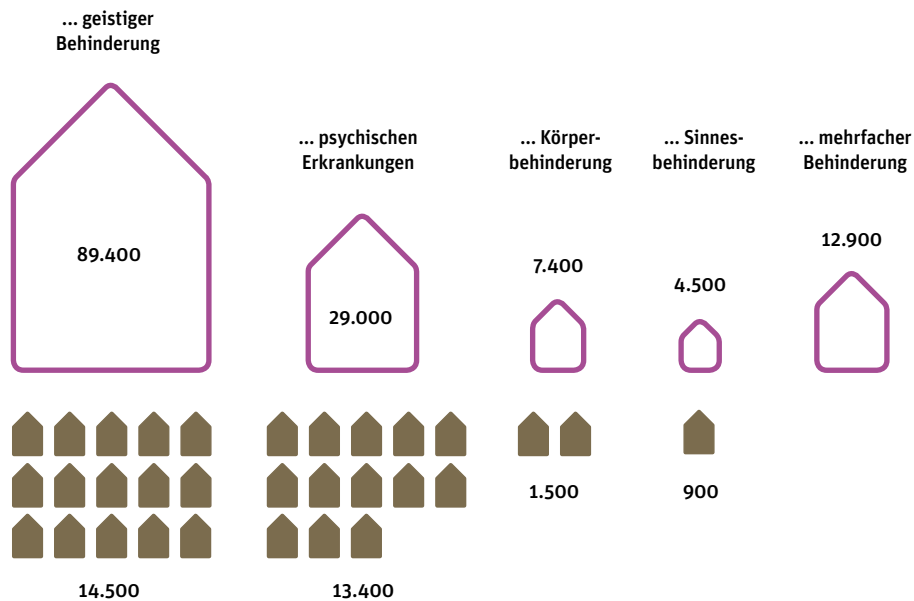 ... geistiger
Behinderung
... psychischen
Erkrankungen
... Körper-
behinderung
... Sinnes-
behinderung
... mehrfacher
Behinderung
89.400
29.000
7.400
4.500
12.900
1.500
900
14.500
13.400